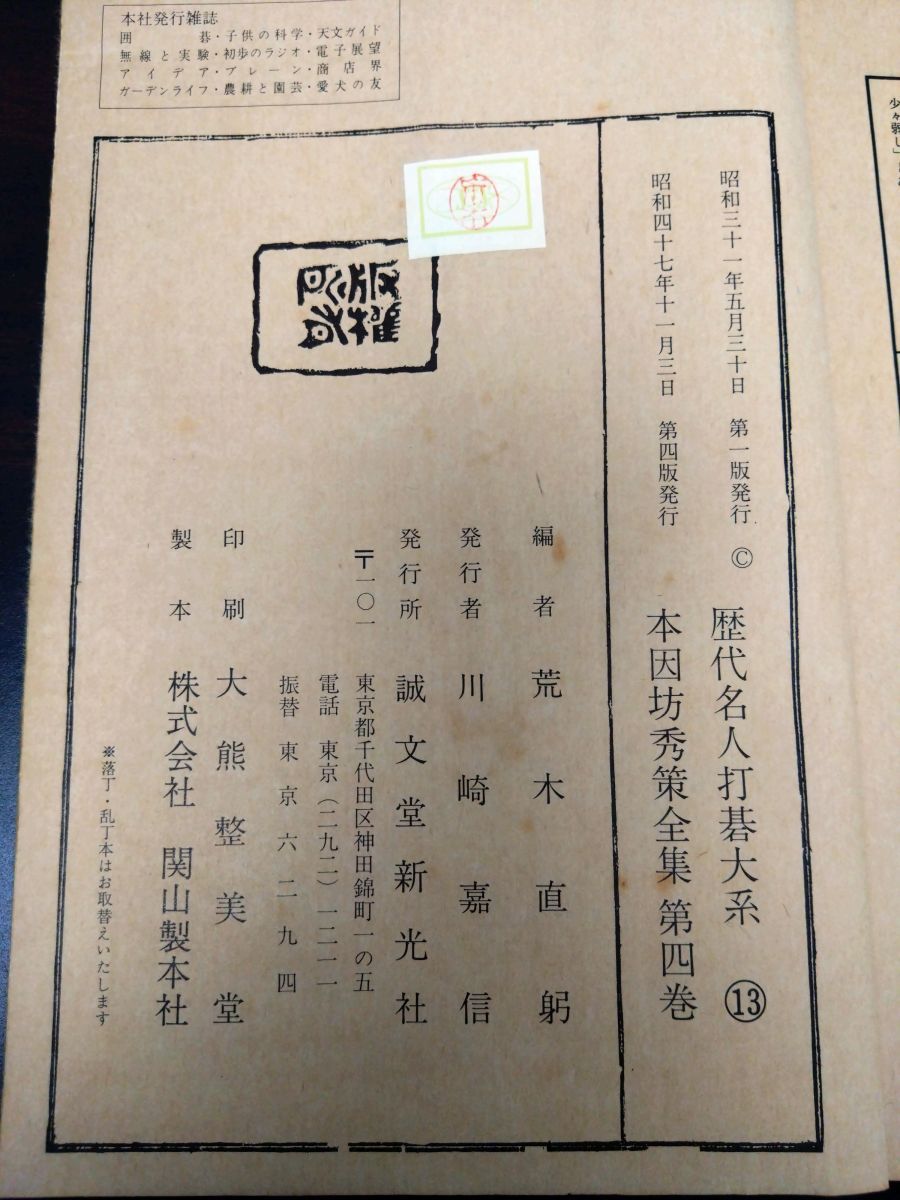 本社発行雑誌
囲碁・子供の科学・天文ガイド
無線と実験・初歩のラジオ・電子展望
アイデア・ブレーン・商店界
ガーデンライフ・農耕と園芸・愛犬の友
昭和三十一年五月三十日 第一版発行
昭和四十七年十一月三日 第四版発行
©
歴代名人打碁大系 ⑬
本因坊秀策全集 第四巻
編者 荒木直躬
発行者 川崎嘉信
発行所 誠文堂新光社
〒一〇一
東京都千代田区神田錦町一の五
電話 東京(二九二)一二一一
振替 東京六二九四
印刷 大熊整美堂
製本 株式会社 関山製本社
※落丁・乱丁本はお取替えいたします
版権所有